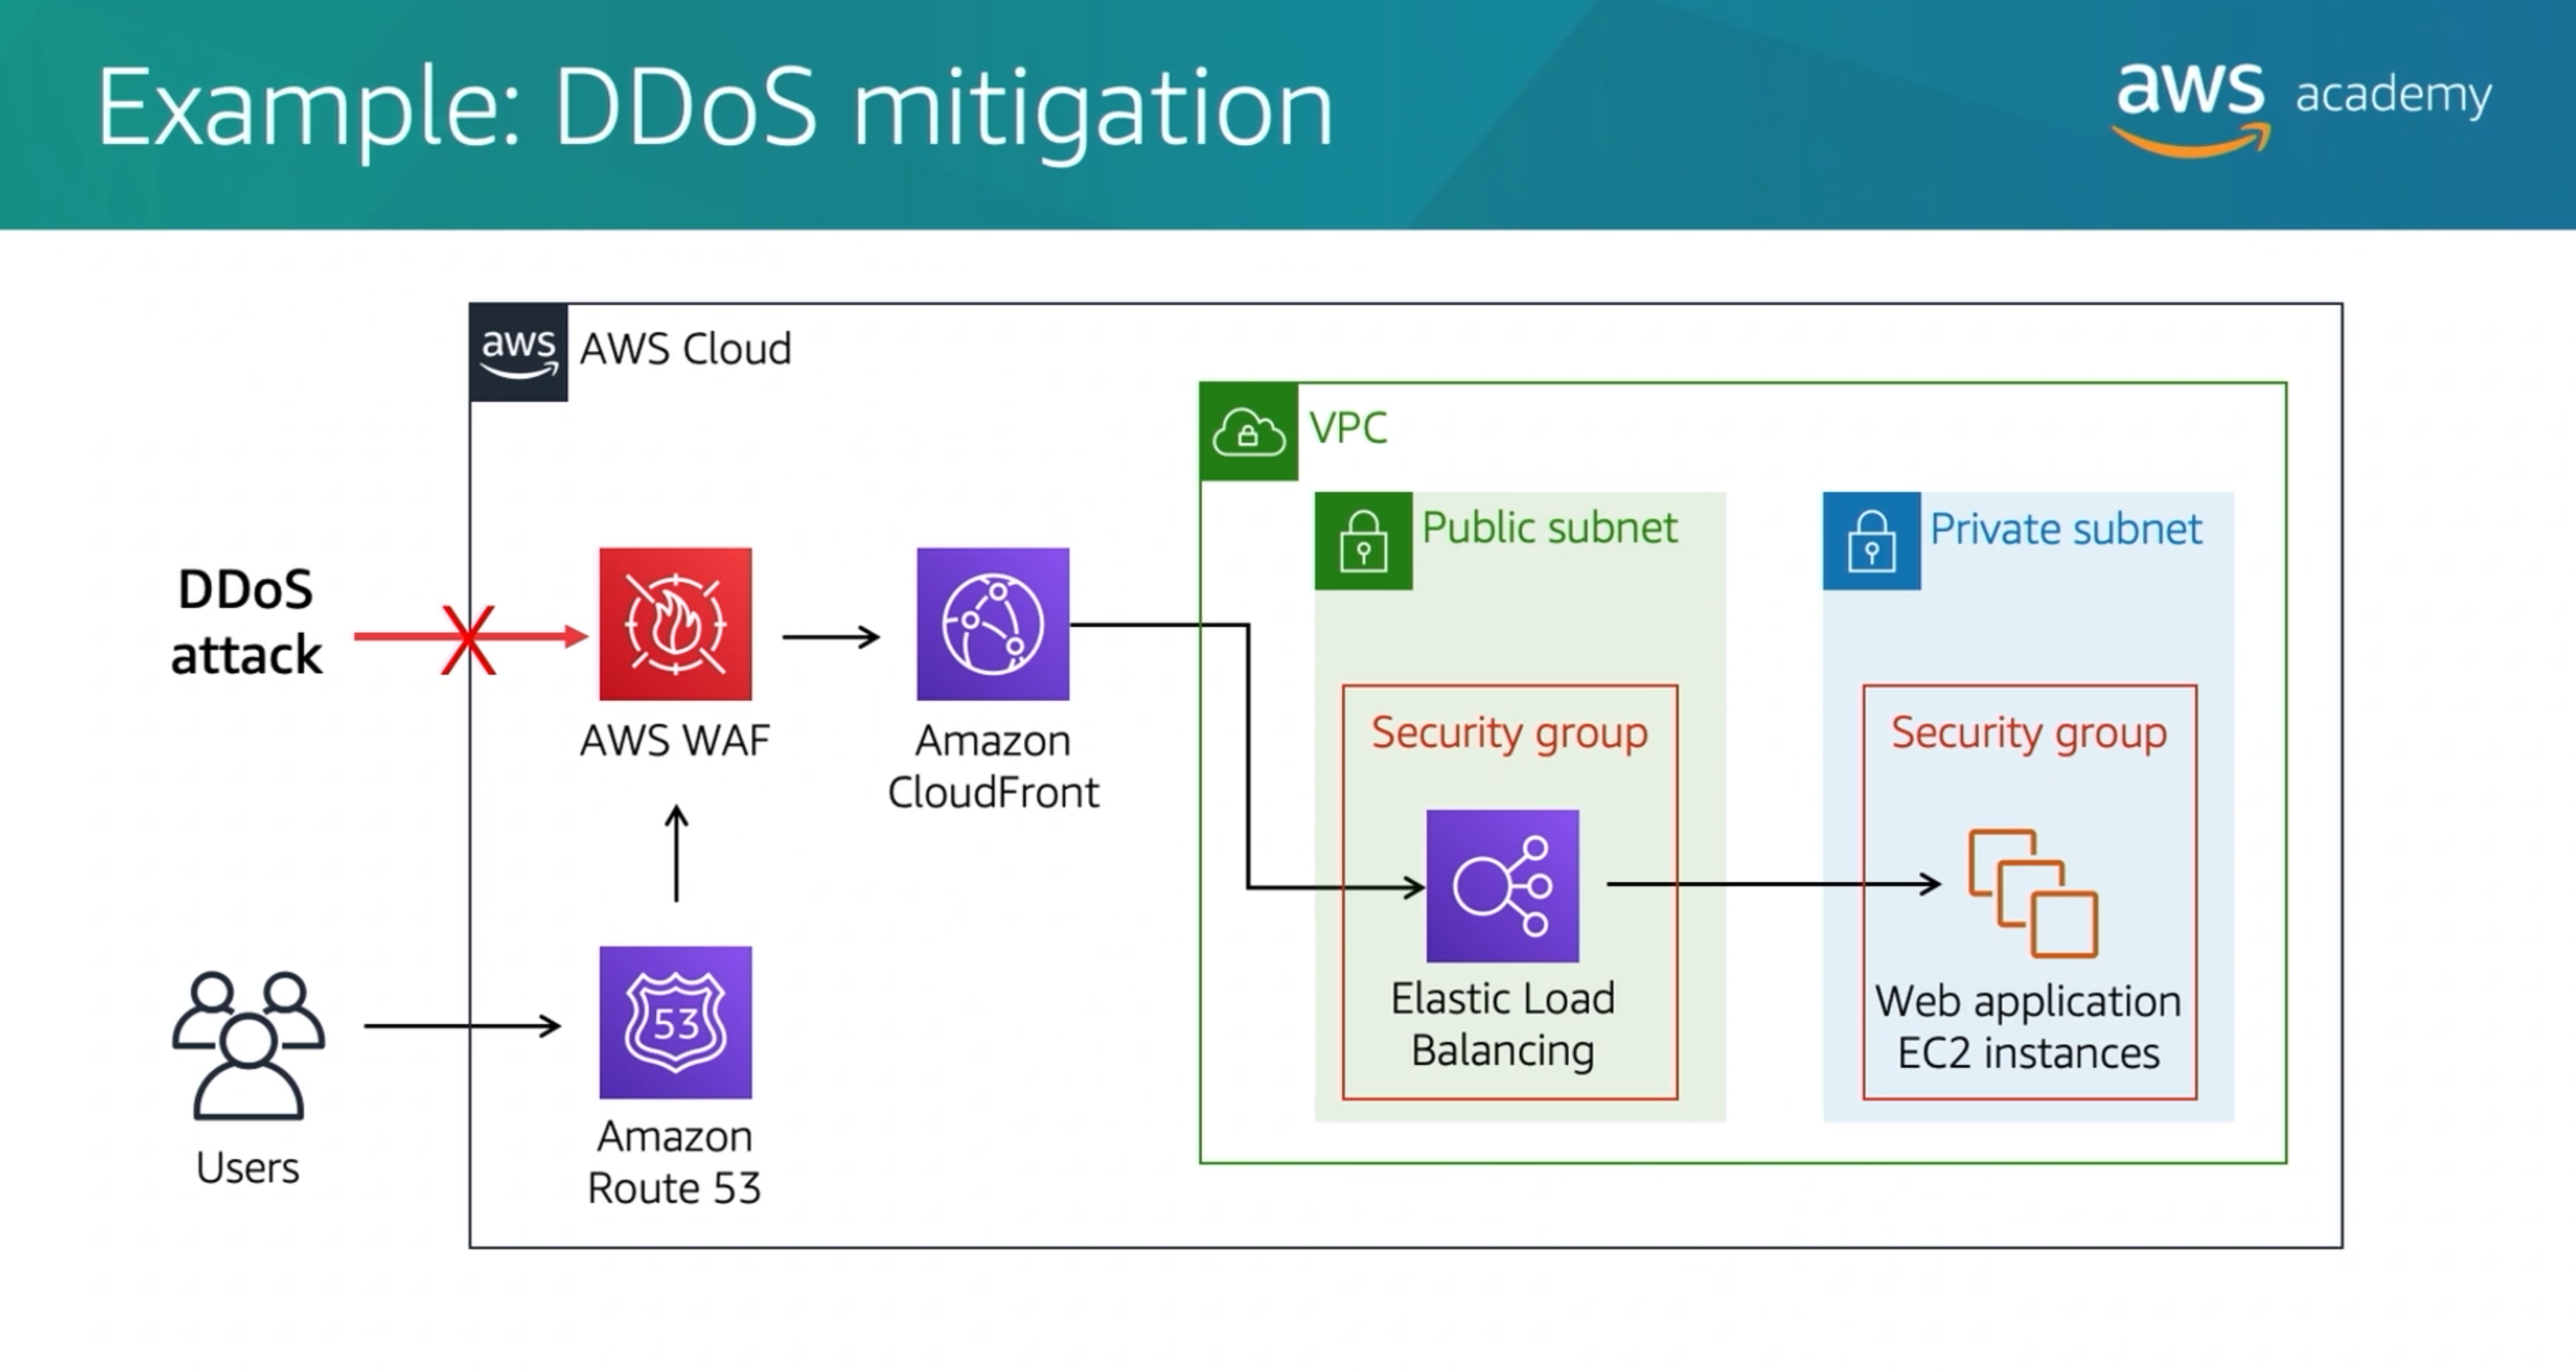 Example: DDoS mitigation
aws academy
aws
AWS Cloud
VPC
Public subnet
Private subnet
DDoS
attack
X
AWS WAF
Amazon
CloudFront
Security group
Security group
Elastic Load
Balancing
Web application
EC2 instances
Users
53
Amazon
Route 53